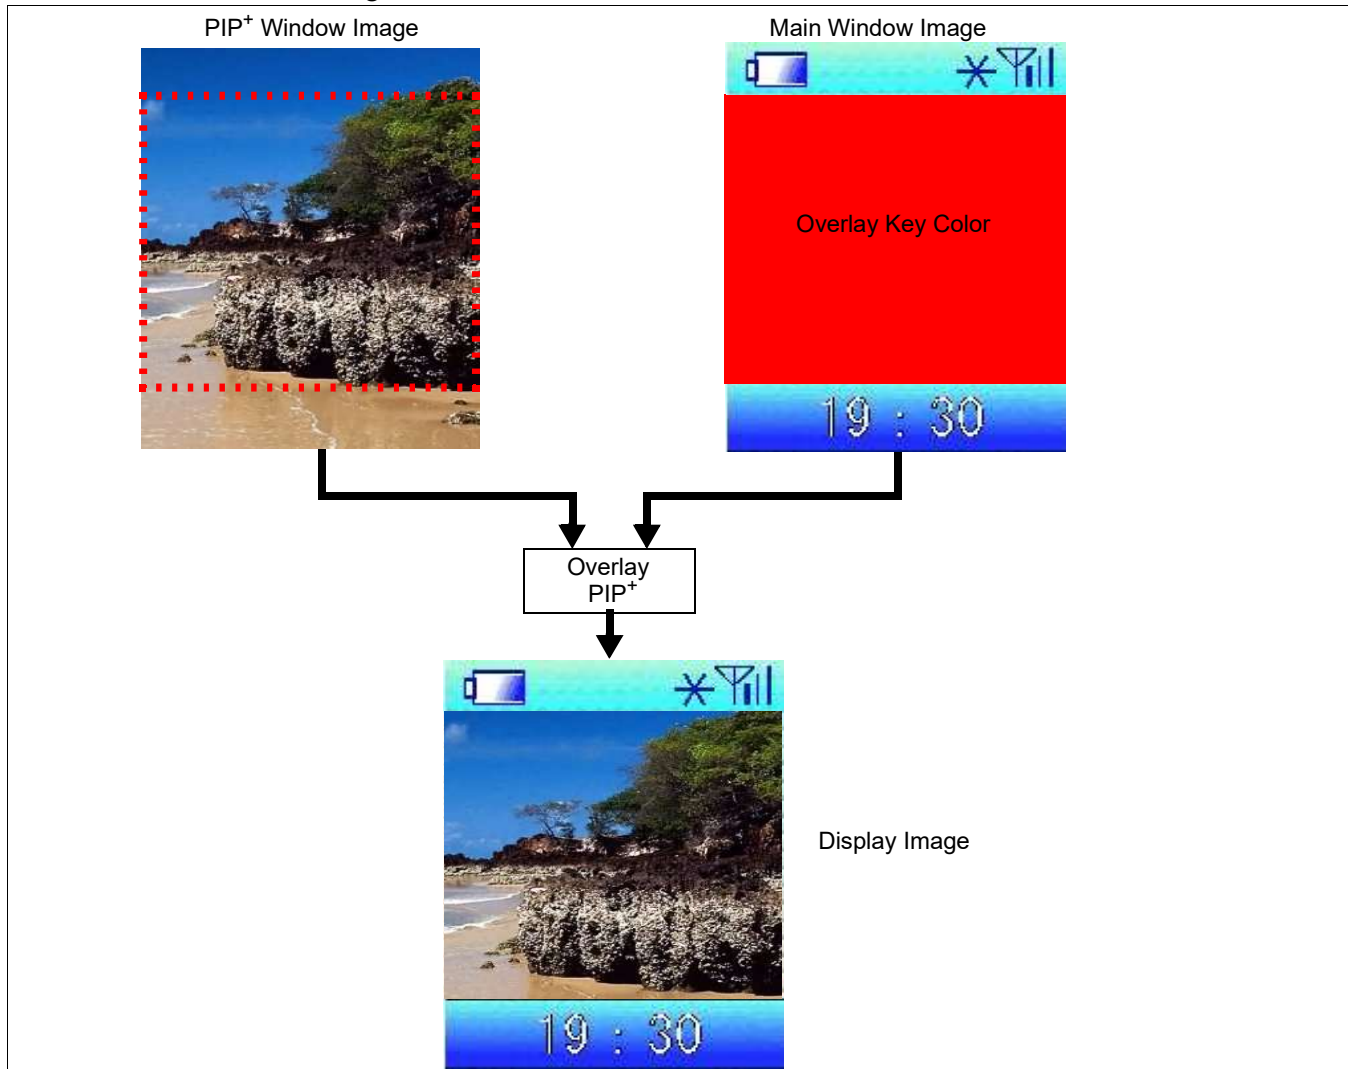 PIP+ Window Image
Main Window Image
Overlay Key Color
19 : 30
Overlay
PIP+
Display Image
19 : 30